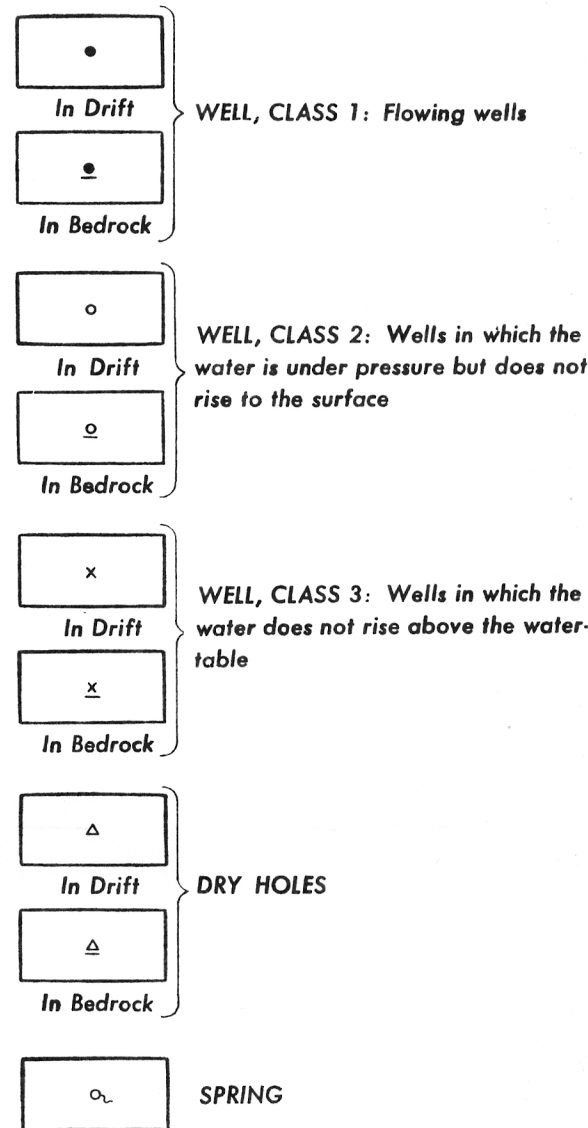 In Drift
WELL, CLASS 1: Flowing wells
In Bedrock
In Drift
WELL, CLASS 2: Wells in which the
water is under pressure but does not
rise to the surface
In Bedrock
In Drift
WELL, CLASS 3: Wells in which the
water does not rise above the water-
table
In Bedrock
In Drift
DRY HOLES
In Bedrock
SPRING